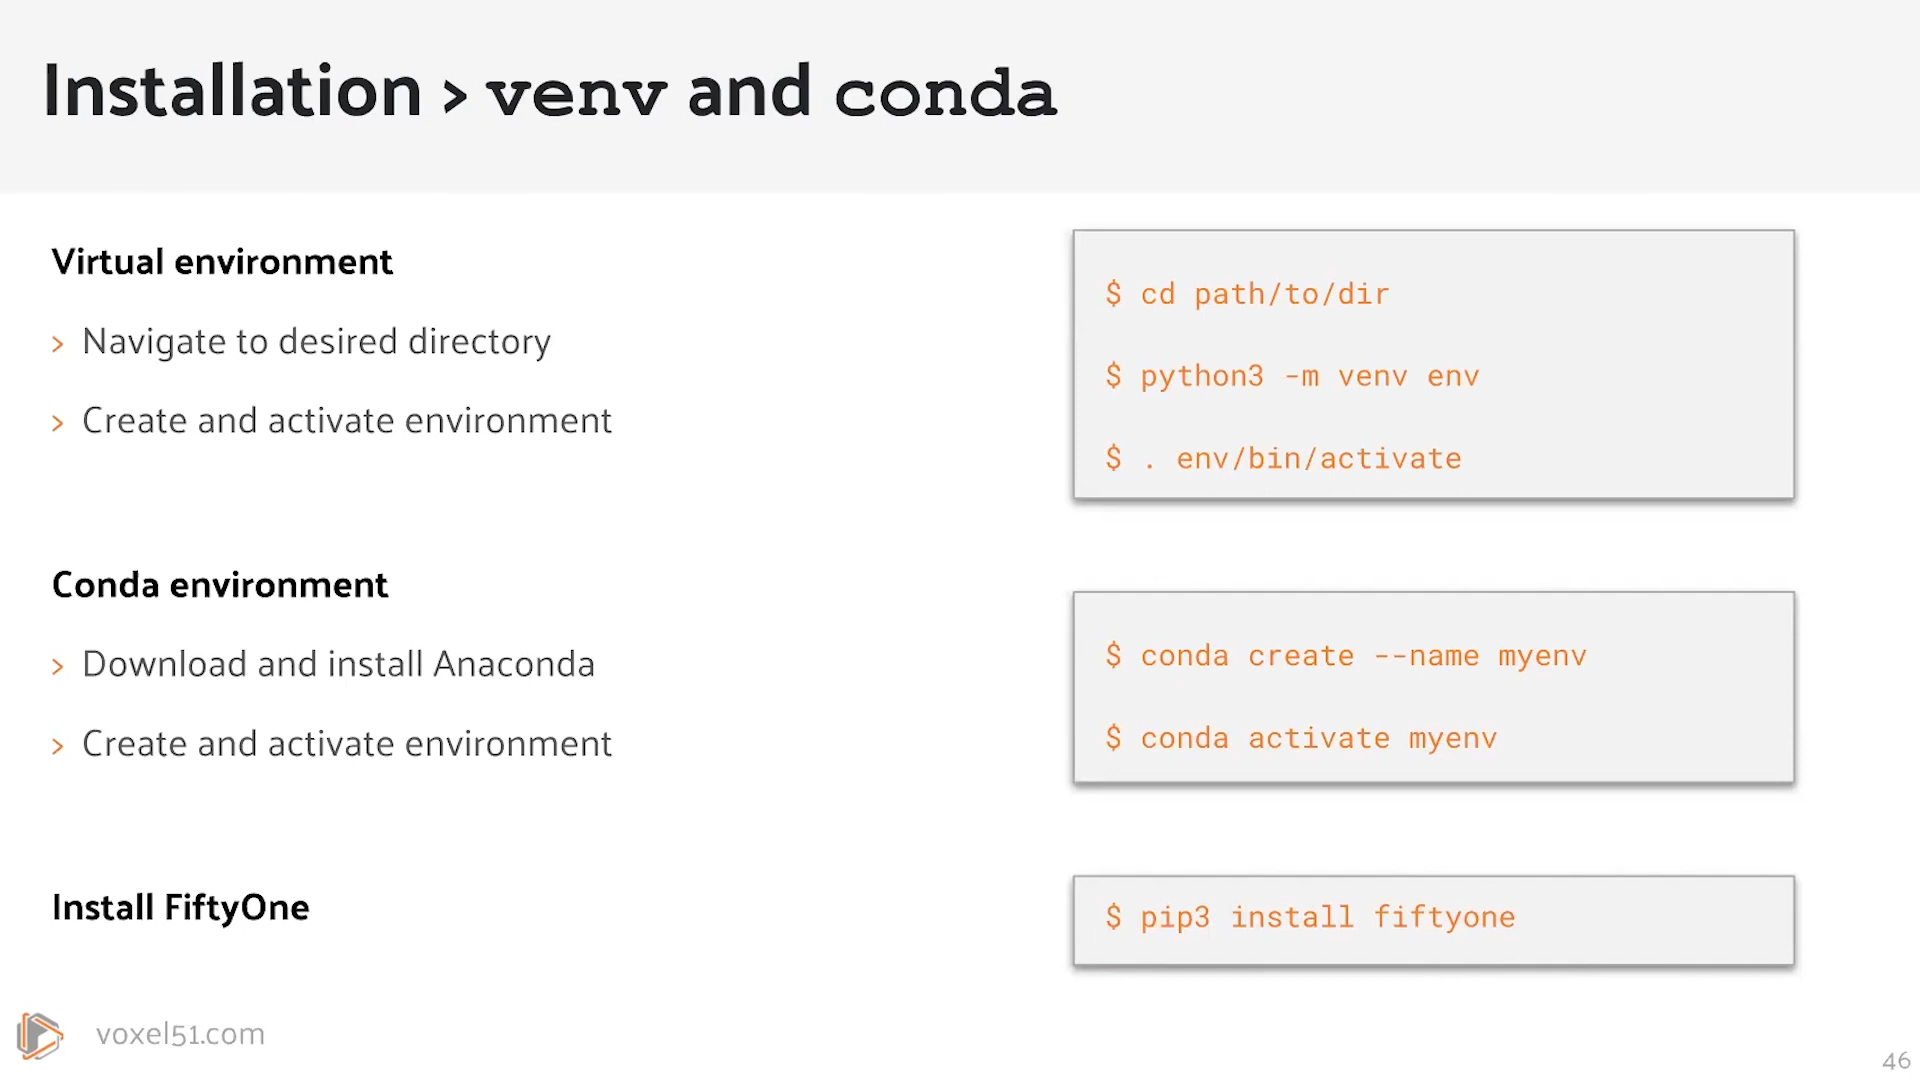 Installation > venv and conda
Virtual environment
> Navigate to desired directory
> Create and activate environment
$ cd path/to/dir
$ python3 -m venv env
$ . env/bin/activate
Conda environment
> Download and install Anaconda
> Create and activate environment
$ conda create --name myenv
$ conda activate myenv
Install FiftyOne
$ pip3 install fiftyone
voxel51.com
46